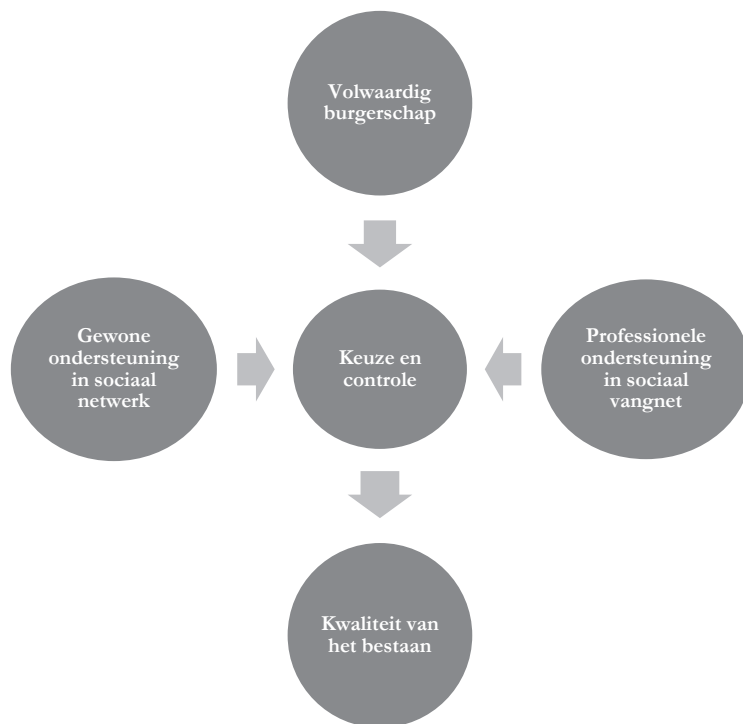 Volwaardig
burgerschap
Gewone
ondersteuning
in sociaal
netwerk
Keuze en
controle
Professionele
ondersteuning
in sociaal
vangnet
Kwaliteit van
het bestaan